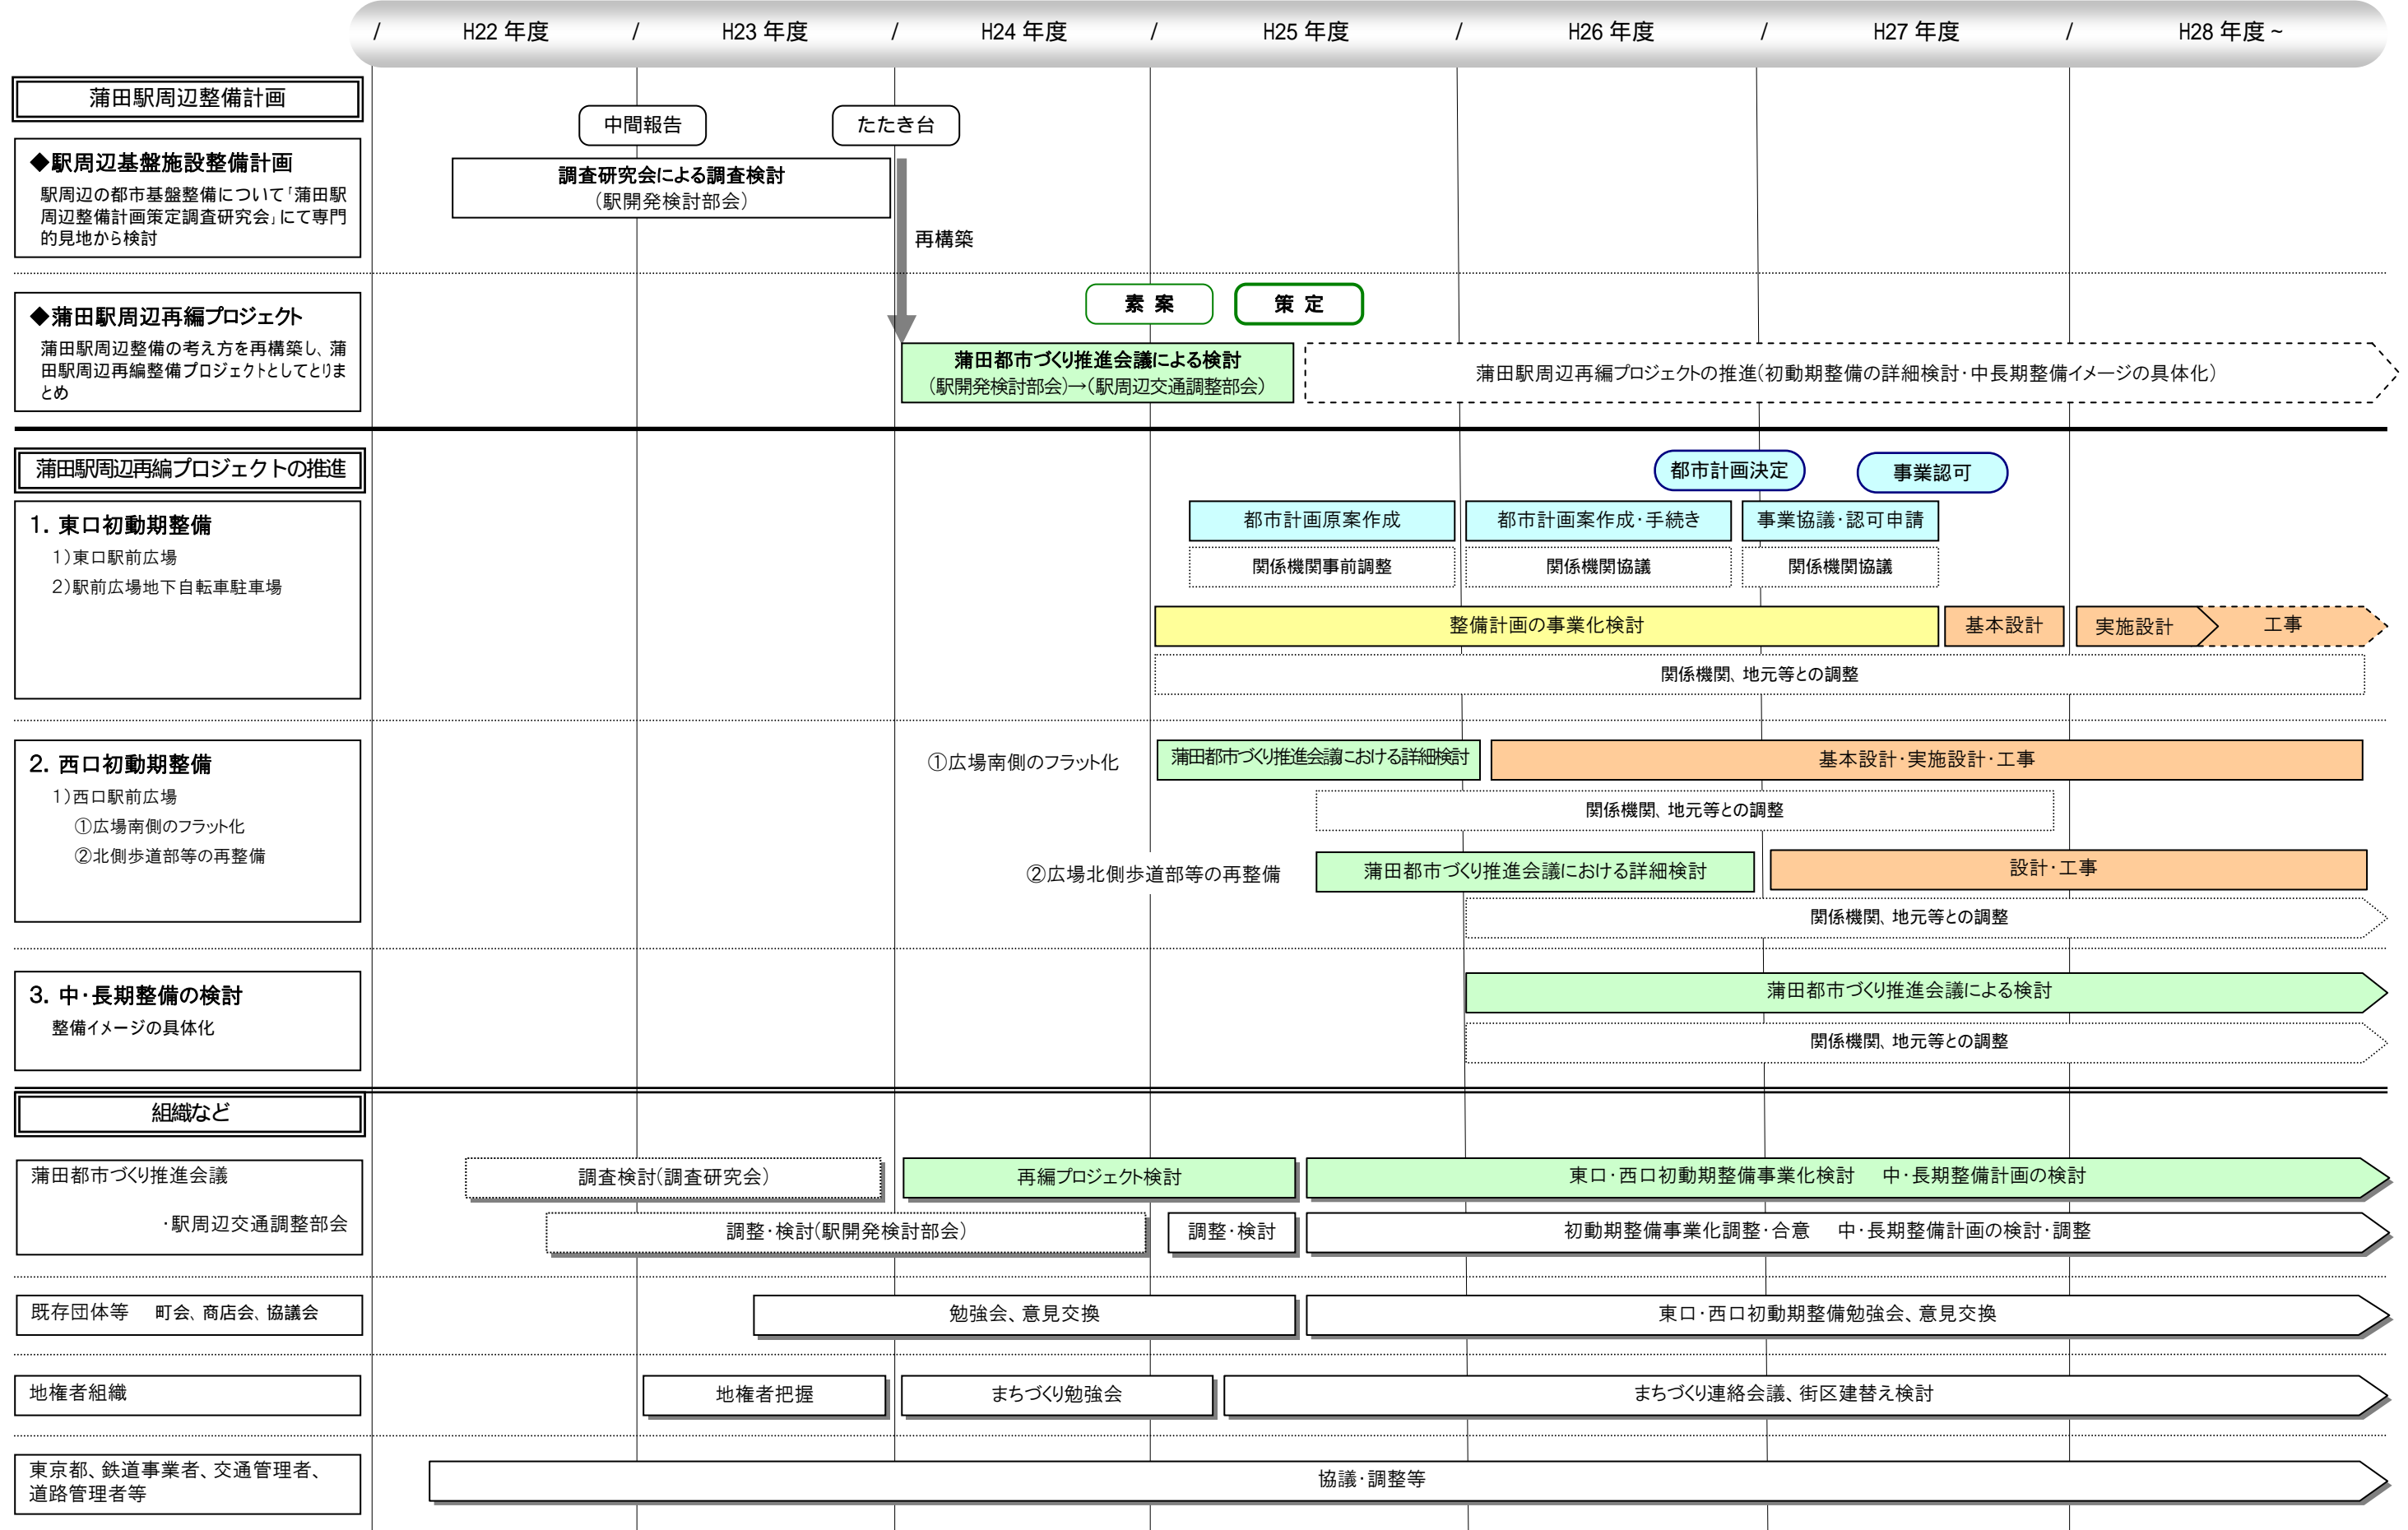 / H22 年度 / H23 年度 / H24 年度 / H25 年度 / H26 年度 / H27 年度 / H28 年度 ~
蒲田駅周辺整備計画
中間報告
たたき台
◆駅周辺基盤施設整備計画
駅周辺の都市基盤整備について「蒲田駅
周辺整備計画策定調査研究会」にて専門
的見地から検討
調査研究会による調査検討
（駅開発検討部会）
再構築
素 案
策 定
◆蒲田駅周辺再編プロジェクト
蒲田駅周辺整備の考え方を再構築し、蒲
田駅周辺再編整備プロジェクトとしてとりま
とめ
蒲田都市づくり推進会議による検討
（駅開発検討部会）→（駅周辺交通調整部会）
蒲田駅周辺再編プロジェクトの推進（初動期整備の詳細検討・中長期整備イメージの具体化）
蒲田駅周辺再編プロジェクトの推進
都市計画決定
事業認可
1．東口初動期整備
1）東口駅前広場
2）駅前広場地下自転車駐車場
都市計画原案作成
都市計画案作成・手続き
事業協議・認可申請
関係機関事前調整
関係機関協議
関係機関協議
整備計画の事業化検討
基本設計
実施設計
工事
関係機関、地元等との調整
2．西口初動期整備
1）西口駅前広場
①広場南側のフラット化
②北側歩道部等の再整備
①広場南側のフラット化
蒲田都市づくり推進会議における詳細検討
基本設計・実施設計・工事
関係機関、地元等との調整
②広場北側歩道部等の再整備
蒲田都市づくり推進会議における詳細検討
設計・工事
関係機関、地元等との調整
3．中・長期整備の検討
整備イメージの具体化
蒲田都市づくり推進会議による検討
関係機関、地元等との調整
組織など
蒲田都市づくり推進会議
・駅周辺交通調整部会
調査検討（調査研究会）
再編プロジェクト検討
東口・西口初動期整備事業化検討 中・長期整備計画の検討
調整・検討（駅開発検討部会）
調整・検討
初動期整備事業化調整・合意 中・長期整備計画の検討・調整
既存団体等 町会、商店会、協議会
勉強会、意見交換
東口・西口初動期整備勉強会、意見交換
地権者組織
地権者把握
まちづくり勉強会
まちづくり連絡会議、街区建替え検討
東京都、鉄道事業者、交通管理者、
道路管理者等
協議・調整等